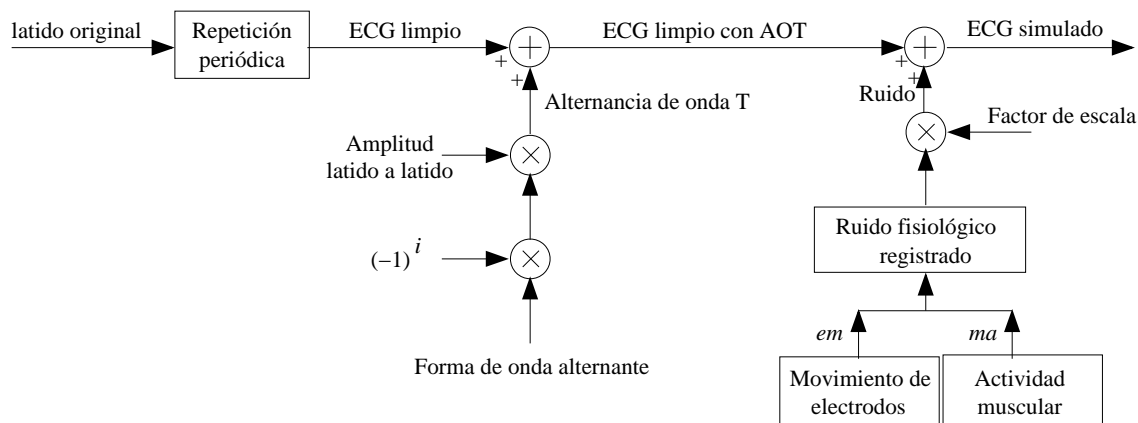 latido original
Repetición
periódica
ECG limpio
+
+
+
ECG limpio con AOT
+
+
+
ECG simulado
Alternancia de onda T
Ruido
Amplitud
latido a latido
×
×
Factor de escala
(−1) i
×
Ruido fisiológico
registrado
Forma de onda alternante
em
ma
Movimiento de
electrodos
Actividad
muscular